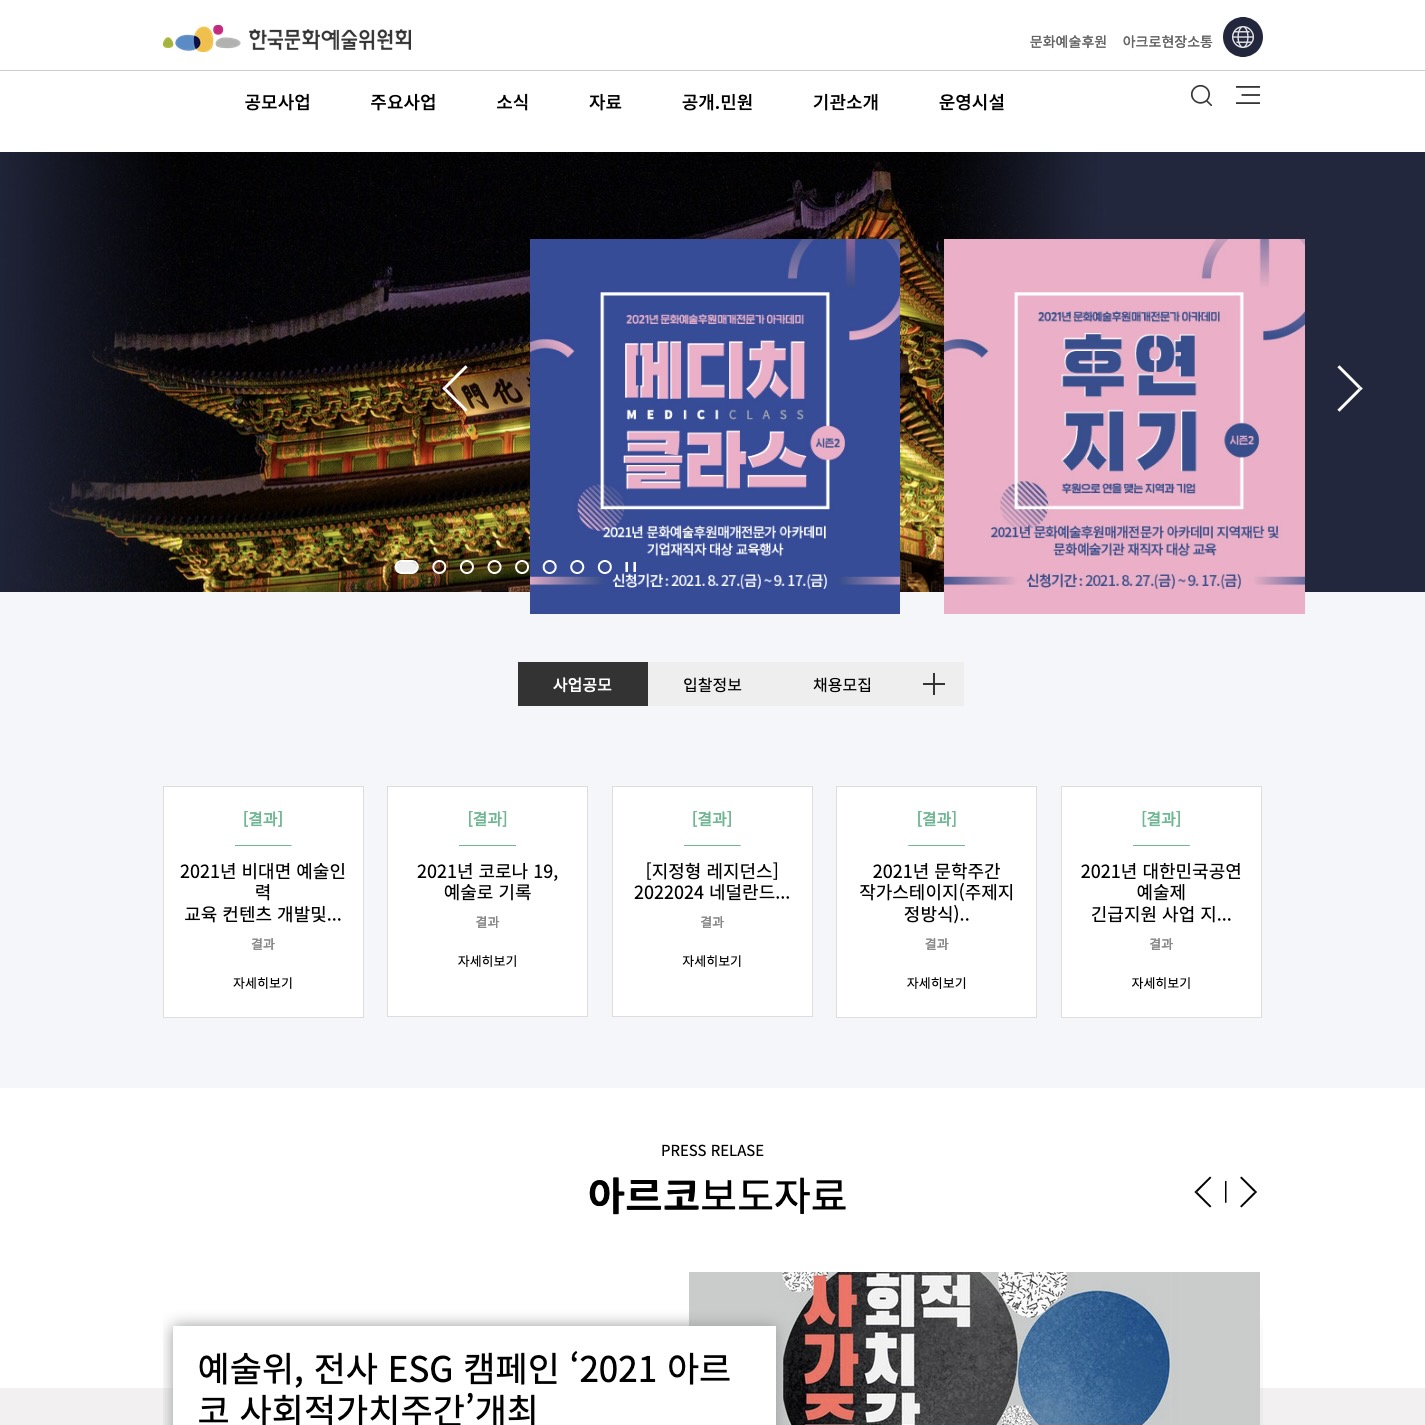 한국문화예술위원회
문화예술후원 아크로현장소통
공모사업 주요사업 소식 자료 공개.민원 기관소개 운영시설
門化
2021년 문화예술후원매개전문가 아카데미
메디치
MEDICI CLASS
클라스
시즌2
2021년 문화예술후원매개전문가 아카데미
기업재직자 대상 교육행사
신청기간 : 2021. 8. 27.(금) ~ 9. 17.(금)
2021년 문화예술후원매개전문가 아카데미
후연
지기
시즌2
후원으로 연을 맺는 지역과 기업
2021년 문화예술후원매개전문가 아카데미 지역재단 및
문화예술기관 재직자 대상 교육
신청기간 : 2021. 8. 27.(금) ~ 9. 17.(금)
사업공모 입찰정보 채용모집
[결과]
2021년 비대면 예술인
력
교육 컨텐츠 개발및...
결과
자세히보기
[결과]
2021년 코로나 19,
예술로 기록
결과
자세히보기
[결과]
[지정형 레지던스]
2022024 네덜란드...
결과
자세히보기
[결과]
2021년 문학주간
작가스테이지(주제지
정방식)..
결과
자세히보기
[결과]
2021년 대한민국공연
예술제
긴급지원 사업 지...
결과
자세히보기
PRESS RELASE
아르코보도자료
사회적
가치
주간
예술위, 전사 ESG 캠페인 ‘2021 아르
코 사회적가치주간’개최